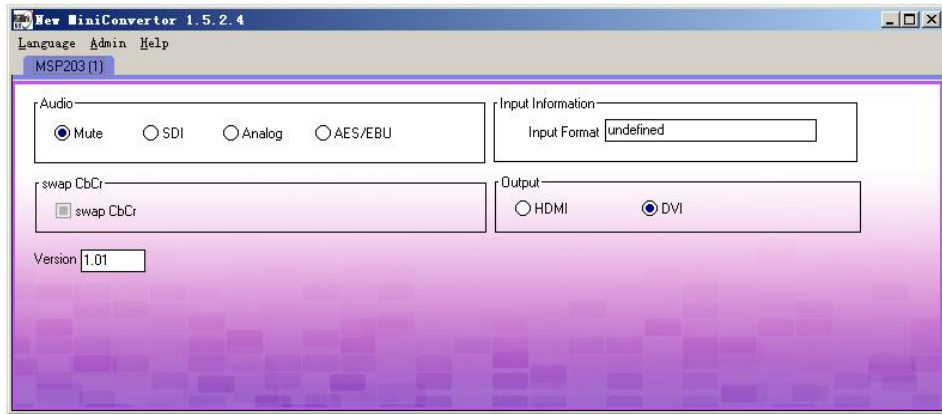 New MiniConvertor 1.5.2.4
Language Admin Help
MSP203 (1)
Audio
Mute SDI Analog AES/EBU
Input Information
Input Format undefined
swap CbCr
swap CbCr
Output
HDMI DVI
Version 1.01